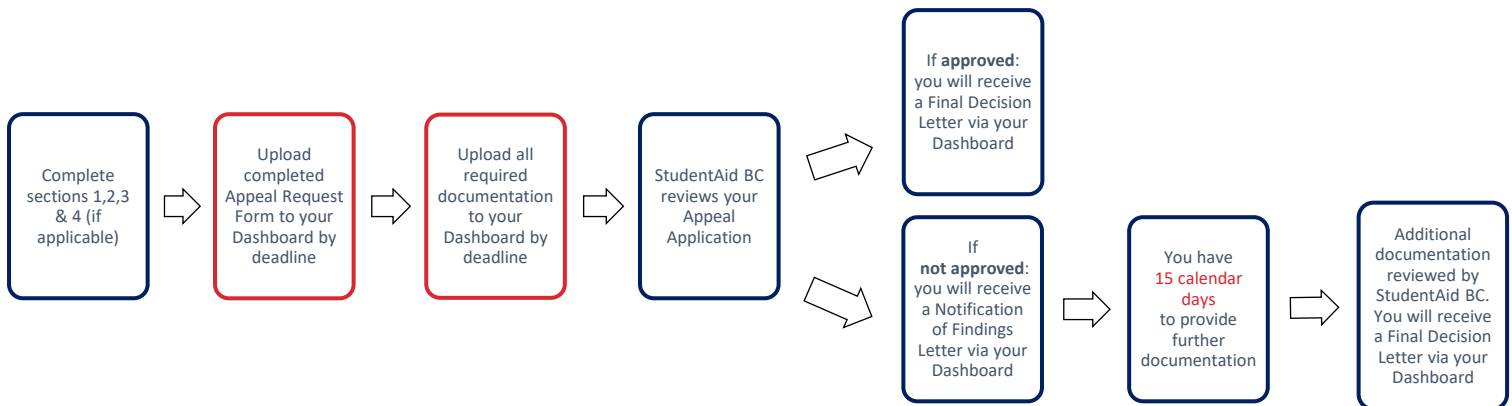 Complete
sections 1,2,3
& 4 (if
applicable)
Upload
completed
Appeal Request
Form to your
Dashboard by
deadline
Upload all
required
documentation
to your
Dashboard by
deadline
StudentAid BC
reviews your
Appeal
Application
If approved:
you will receive
a Final Decision
Letter via your
Dashboard
If
not approved:
you will receive
a Notification
of Findings
Letter via your
Dashboard
You have
15 calendar
days
to provide
further
documentation
Additional
documentation
reviewed by
StudentAid BC.
You will receive
a Final Decision
Letter via your
Dashboard